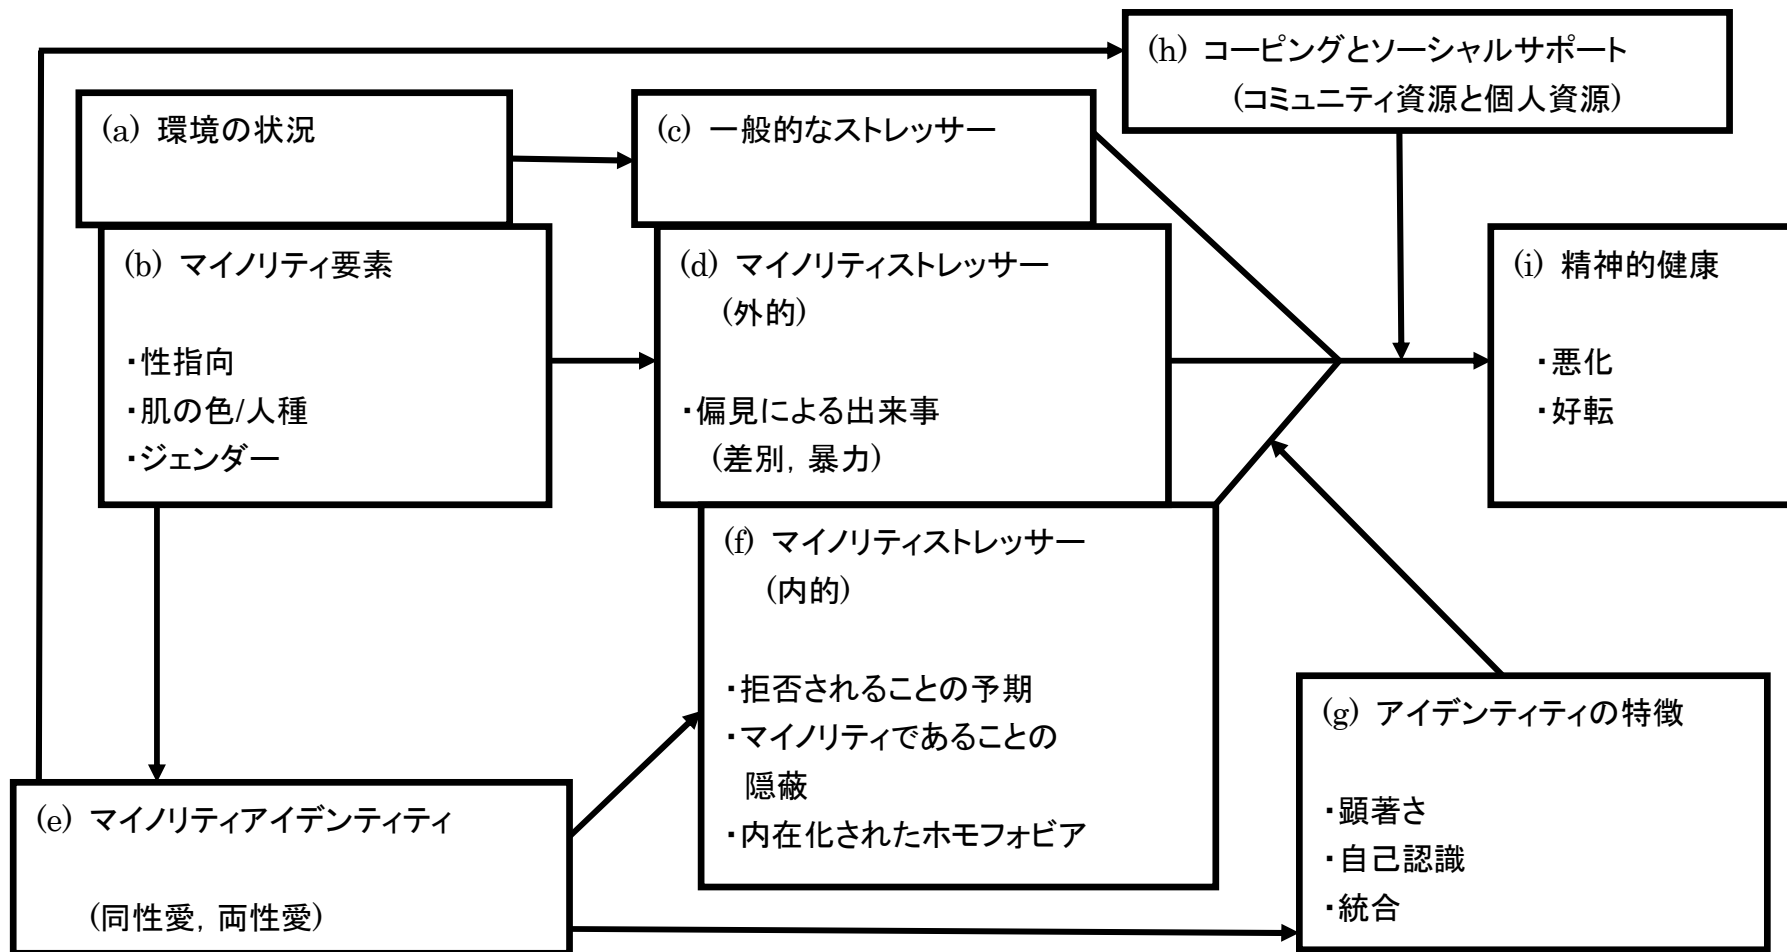 (h) コーピングとソーシャルサポート
(コミュニティ資源と個人資源)
(a) 環境の状況
(c) 一般的なストレッサー
(b) マイノリティ要素
・性指向
・肌の色/人種
・ジェンダー
(d) マイノリティストレッサー
(外的)
・偏見による出来事
(差別, 暴力)
(i) 精神的健康
・悪化
・好転
(f) マイノリティストレッサー
(内的)
・拒否されることの予期
・マイノリティであることの
隠蔽
・内在化されたホモフォビア
(g) アイデンティティの特徴
・顕著さ
・自己認識
・統合
(e) マイノリティアイデンティティ
(同性愛, 両性愛)